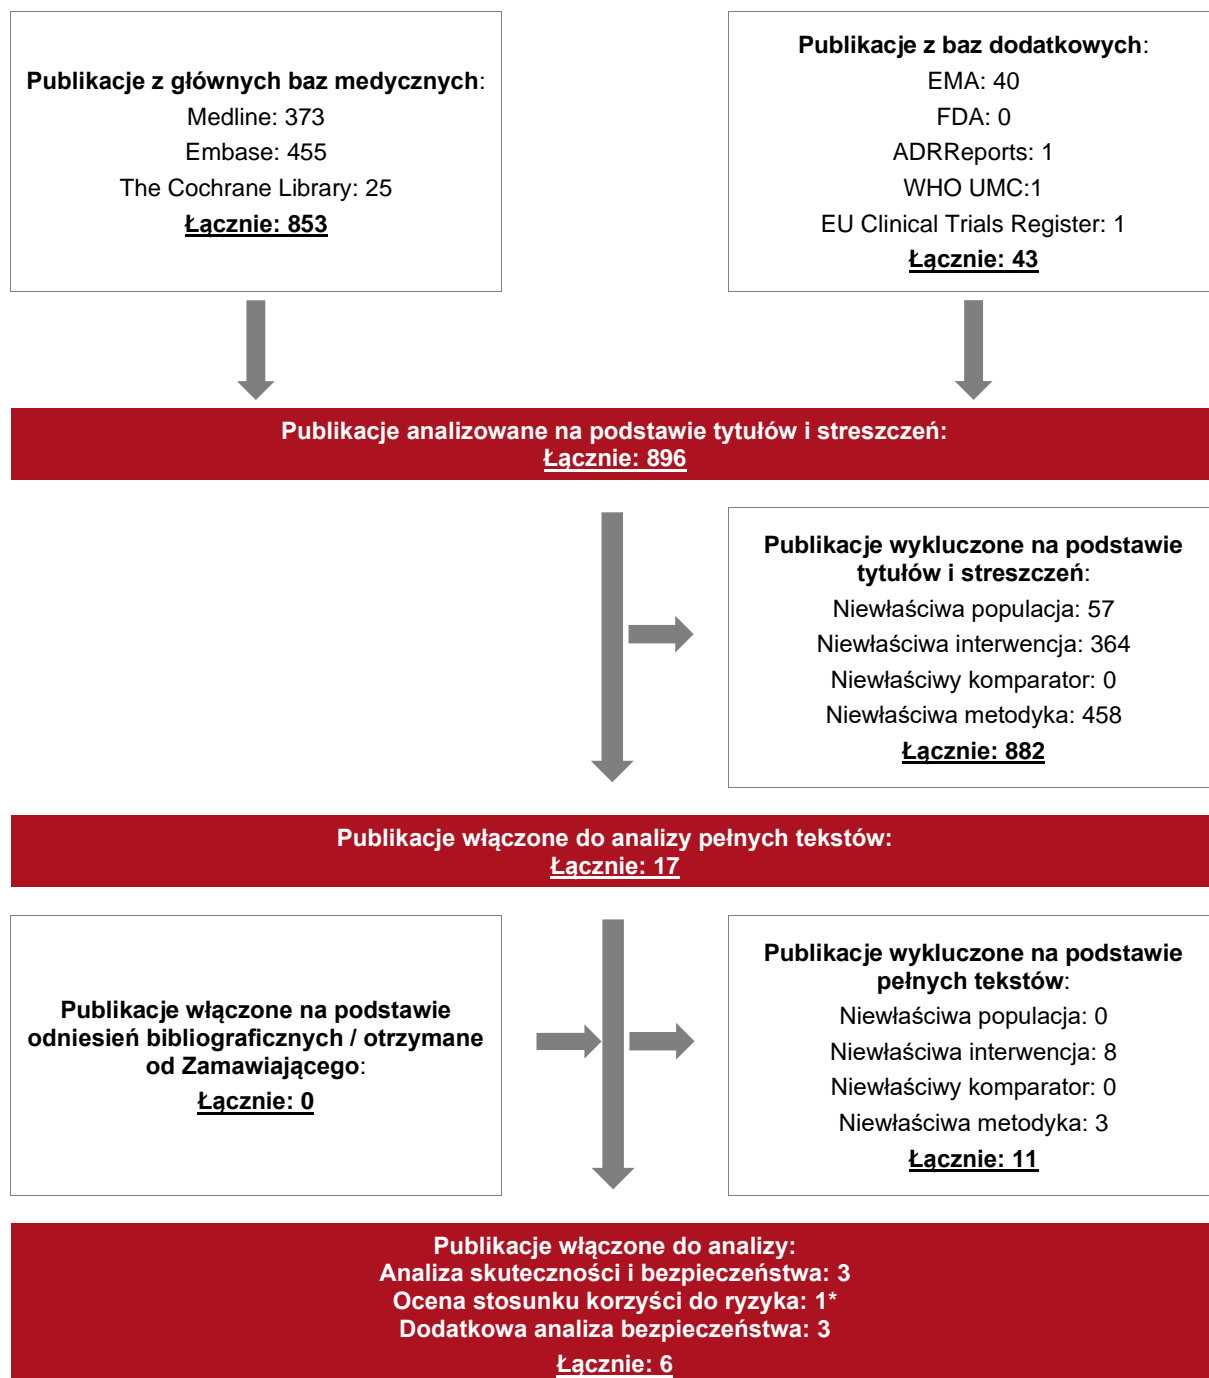 Publikacje z głównych baz medycznych:
Medline: 373
Embase: 455
The Cochrane Library: 25
Łącznie: 853
Publikacje z baz dodatkowych:
EMA: 40
FDA: 0
ADRReports: 1
WHO UMC:1
EU Clinical Trials Register: 1
Łącznie: 43
Publikacje analizowane na podstawie tytułów i streszczeń:
Łącznie: 896
Publikacje wykluczone na podstawie
tytułów i streszczeń:
Niewłaściwa populacja: 57
Niewłaściwa interwencja: 364
Niewłaściwy komparator: 0
Niewłaściwa metodyka: 458
Łącznie: 882
Publikacje włączone do analizy pełnych tekstów:
Łącznie: 17
Publikacje włączone na podstawie
odniesień bibliograficznych / otrzymane
od Zamawiającego:
Łącznie: 0
Publikacje wykluczone na podstawie
pełnych tekstów:
Niewłaściwa populacja: 0
Niewłaściwa interwencja: 8
Niewłaściwy komparator: 0
Niewłaściwa metodyka: 3
Łącznie: 11
Publikacje włączone do analizy:
Analiza skuteczności i bezpieczeństwa: 3
Ocena stosunku korzyści do ryzyka: 1*
Dodatkowa analiza bezpieczeństwa: 3
Łącznie: 6